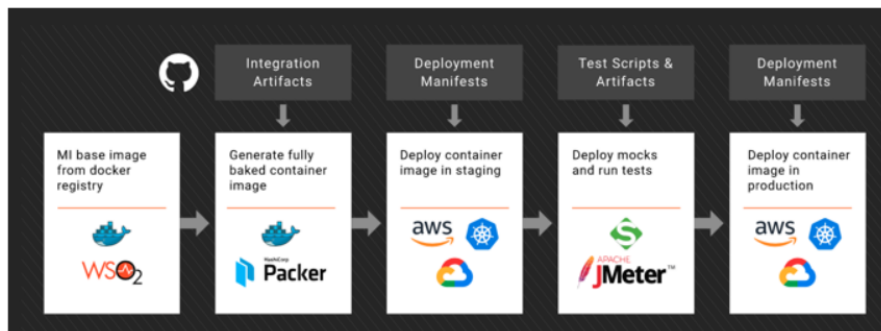 Integration
Artifacts
Deployment
Manifests
Test Scripts &
Artifacts
Deployment
Manifests
MI base image
from docker
registry
WSO2
Generate fully
baked container
image
HashiCorp
Packer
Deploy container
image in staging
aws
Deploy mocks
and run tests
S
APACHE
JMeter™
Deploy container
image in
production
aws